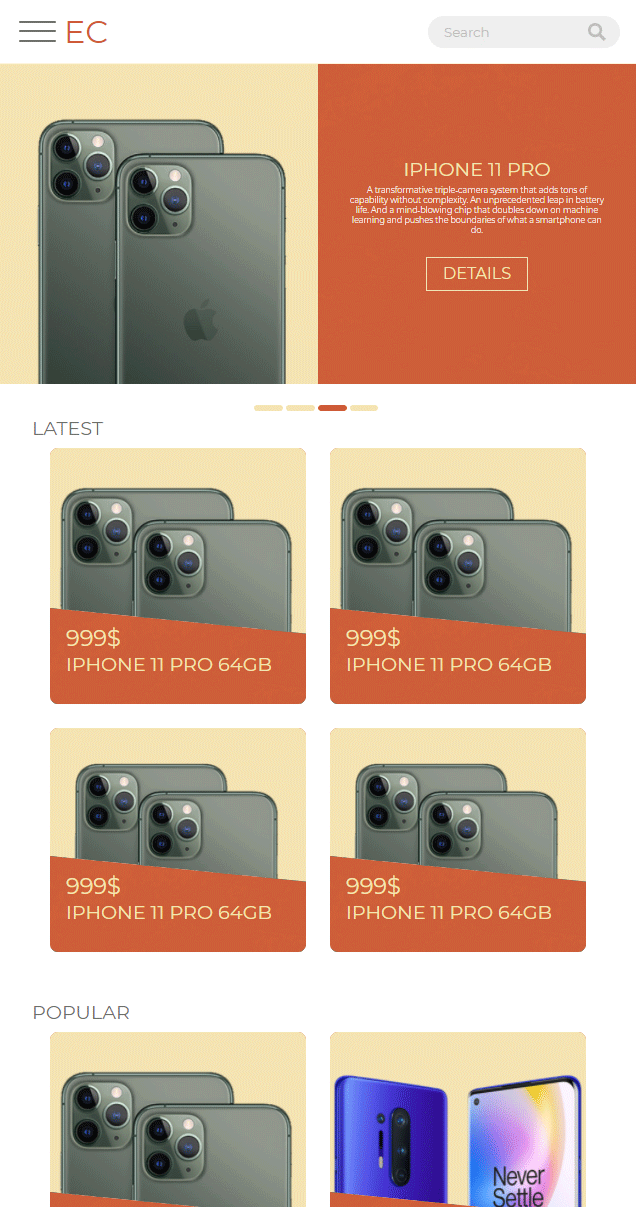 EC
Search
IPHONE 11 PRO
A transformative triple-camera system that adds tons of
capability without complexity. An unprecedented leap in battery
life. And a mind-blowing chip that doubles down on machine
learning and pushes the boundaries of what a smartphone can
do.
DETAILS
LATEST
999$
IPHONE 11 PRO 64GB
999$
IPHONE 11 PRO 64GB
999$
IPHONE 11 PRO 64GB
999$
IPHONE 11 PRO 64GB
POPULAR
Never
Settle